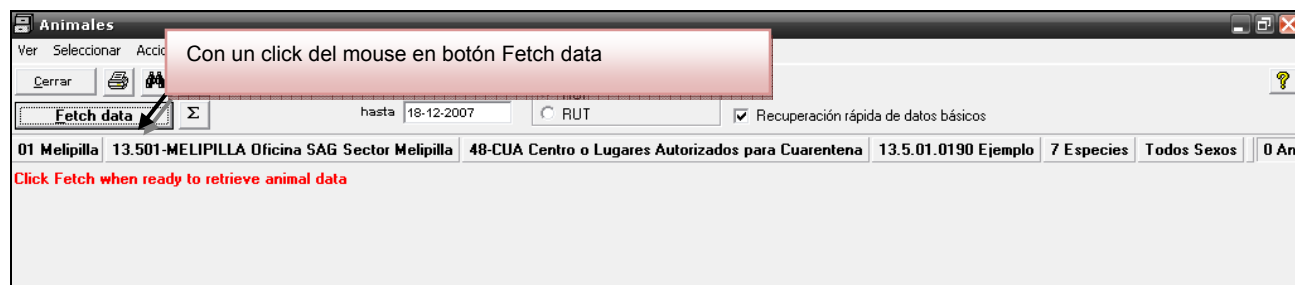 Animales
Ver Seleccionar Accio
Con un click del mouse en botón Fetch data
Cerrar
Fetch data Σ hasta 18-12-2007 RUT Recuperación rápida de datos básicos
01 Melipilla 13.501-MELIPILLA Oficina SAG Sector Melipilla 48-CUA Centro o Lugares Autorizados para Cuarentena 13.5.01.0190 Ejemplo 7 Especies Todos Sexos 0 An
Click Fetch when ready to retrieve animal data